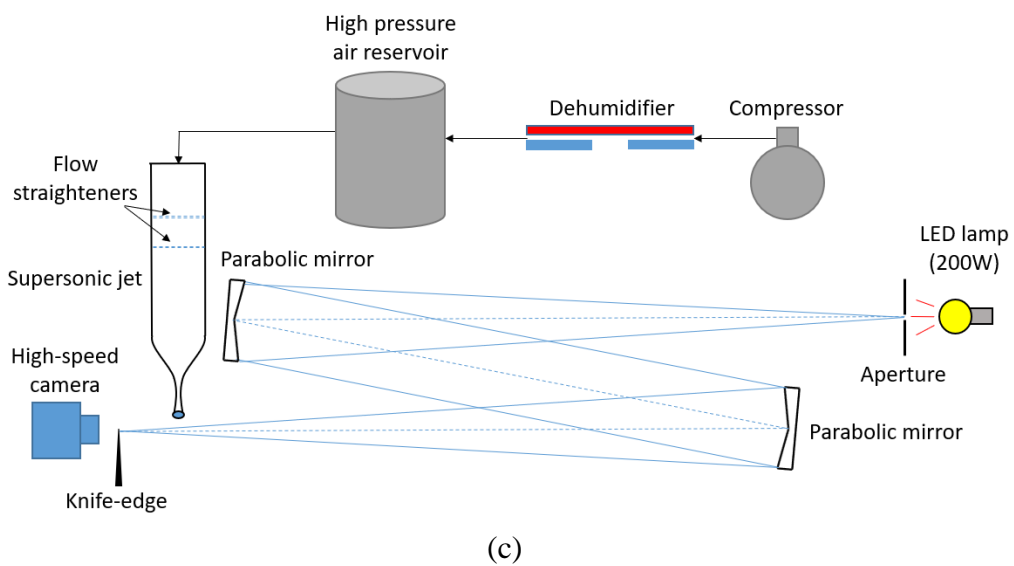 High pressure
air reservoir
Dehumidifier
Compressor
Flow
straighteners
Supersonic jet
Parabolic mirror
LED lamp
(200W)
High-speed
camera
Aperture
Parabolic mirror
Knife-edge
(c)